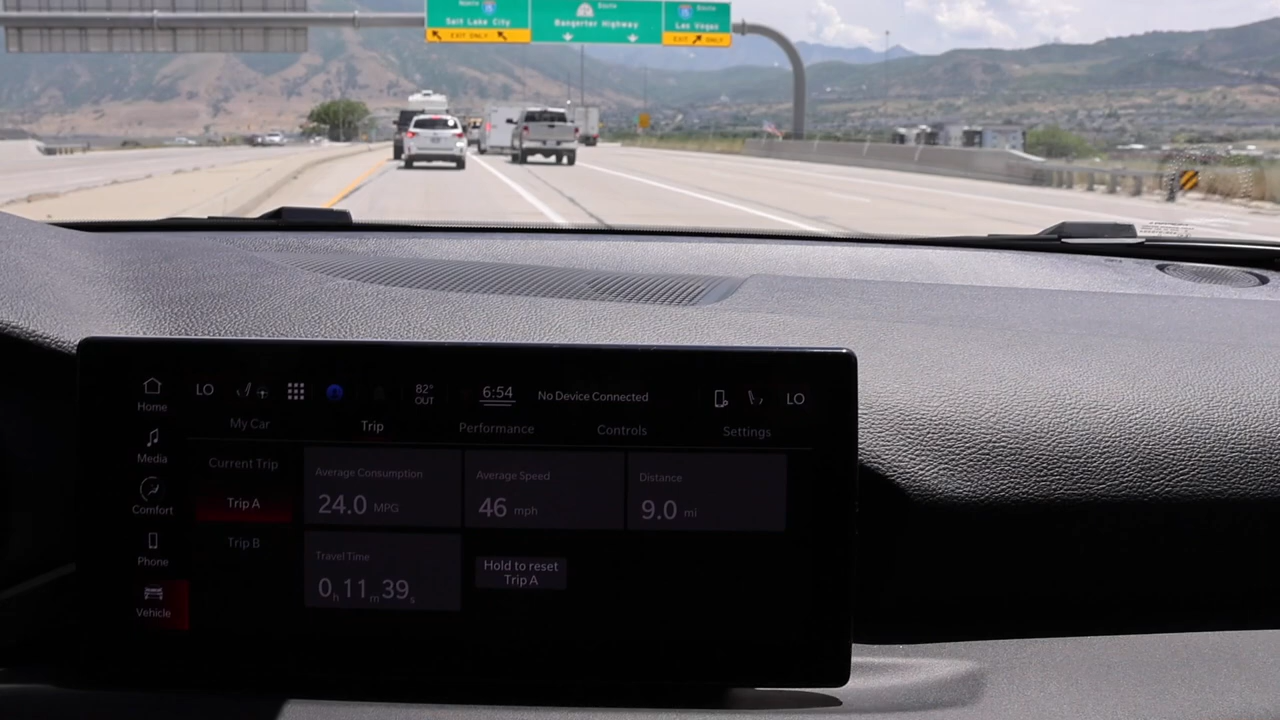 North South South
Salt Lake City Bangerter Highway Las Vegas
EXIT ONLY EXIT ONLY
LO 82° OUT 6:54 No Device Connected LO
Home
My Car Trip Performance Controls Settings
Media
Current Trip
Trip A
Trip B
Average Consumption
24.0 MPG
Average Speed
46 mph
Distance
9.0 mi
Comfort
Phone
Travel Time
0h 11m 39s
Hold to reset
Trip A
Vehicle